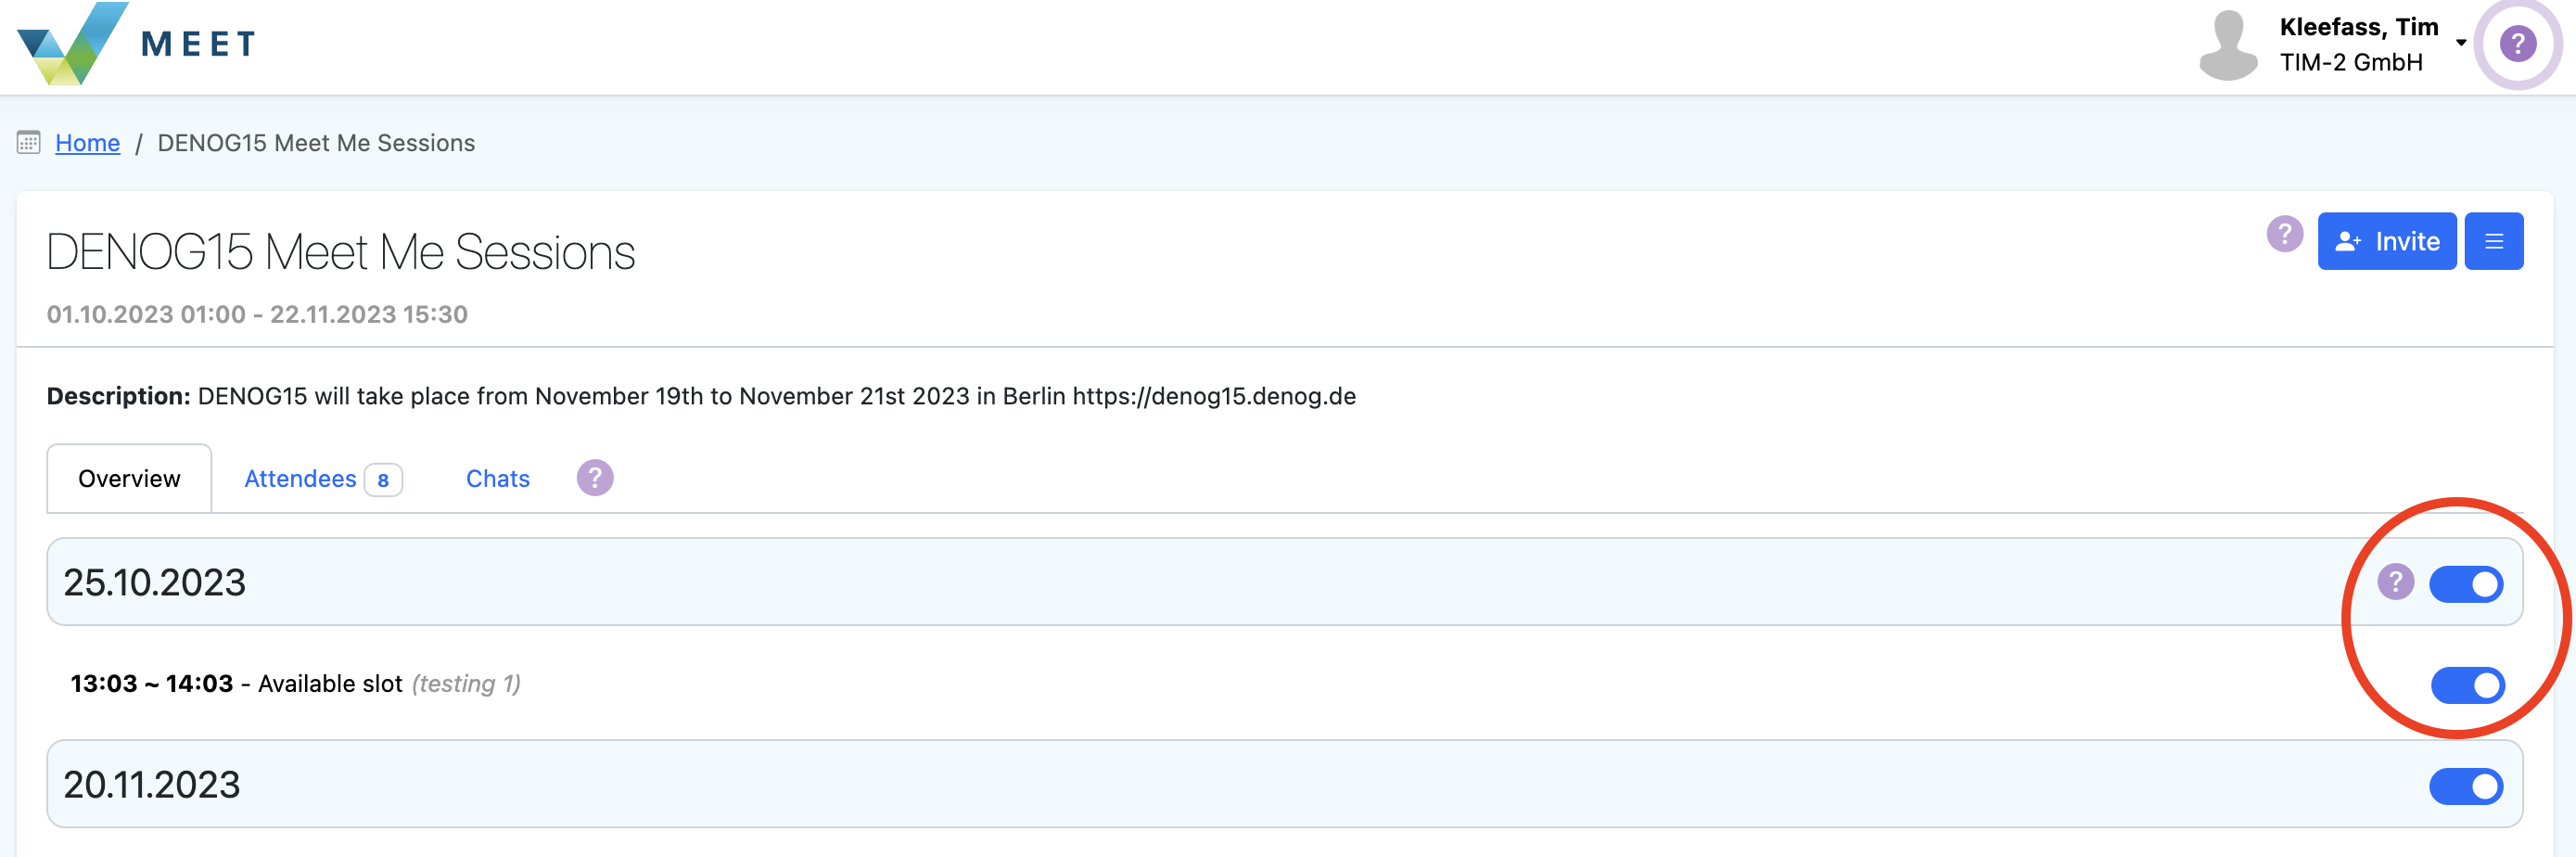 MEET
Kleefass, Tim
TIM-2 GmbH
?
Home / DENOG15 Meet Me Sessions
DENOG15 Meet Me Sessions
? Invite
01.10.2023 01:00 - 22.11.2023 15:30
Description: DENOG15 will take place from November 19th to November 21st 2023 in Berlin https://denog15.denog.de
Overview Attendees 8 Chats ?
25.10.2023 ?
13:03 ~ 14:03 - Available slot (testing 1)
20.11.2023